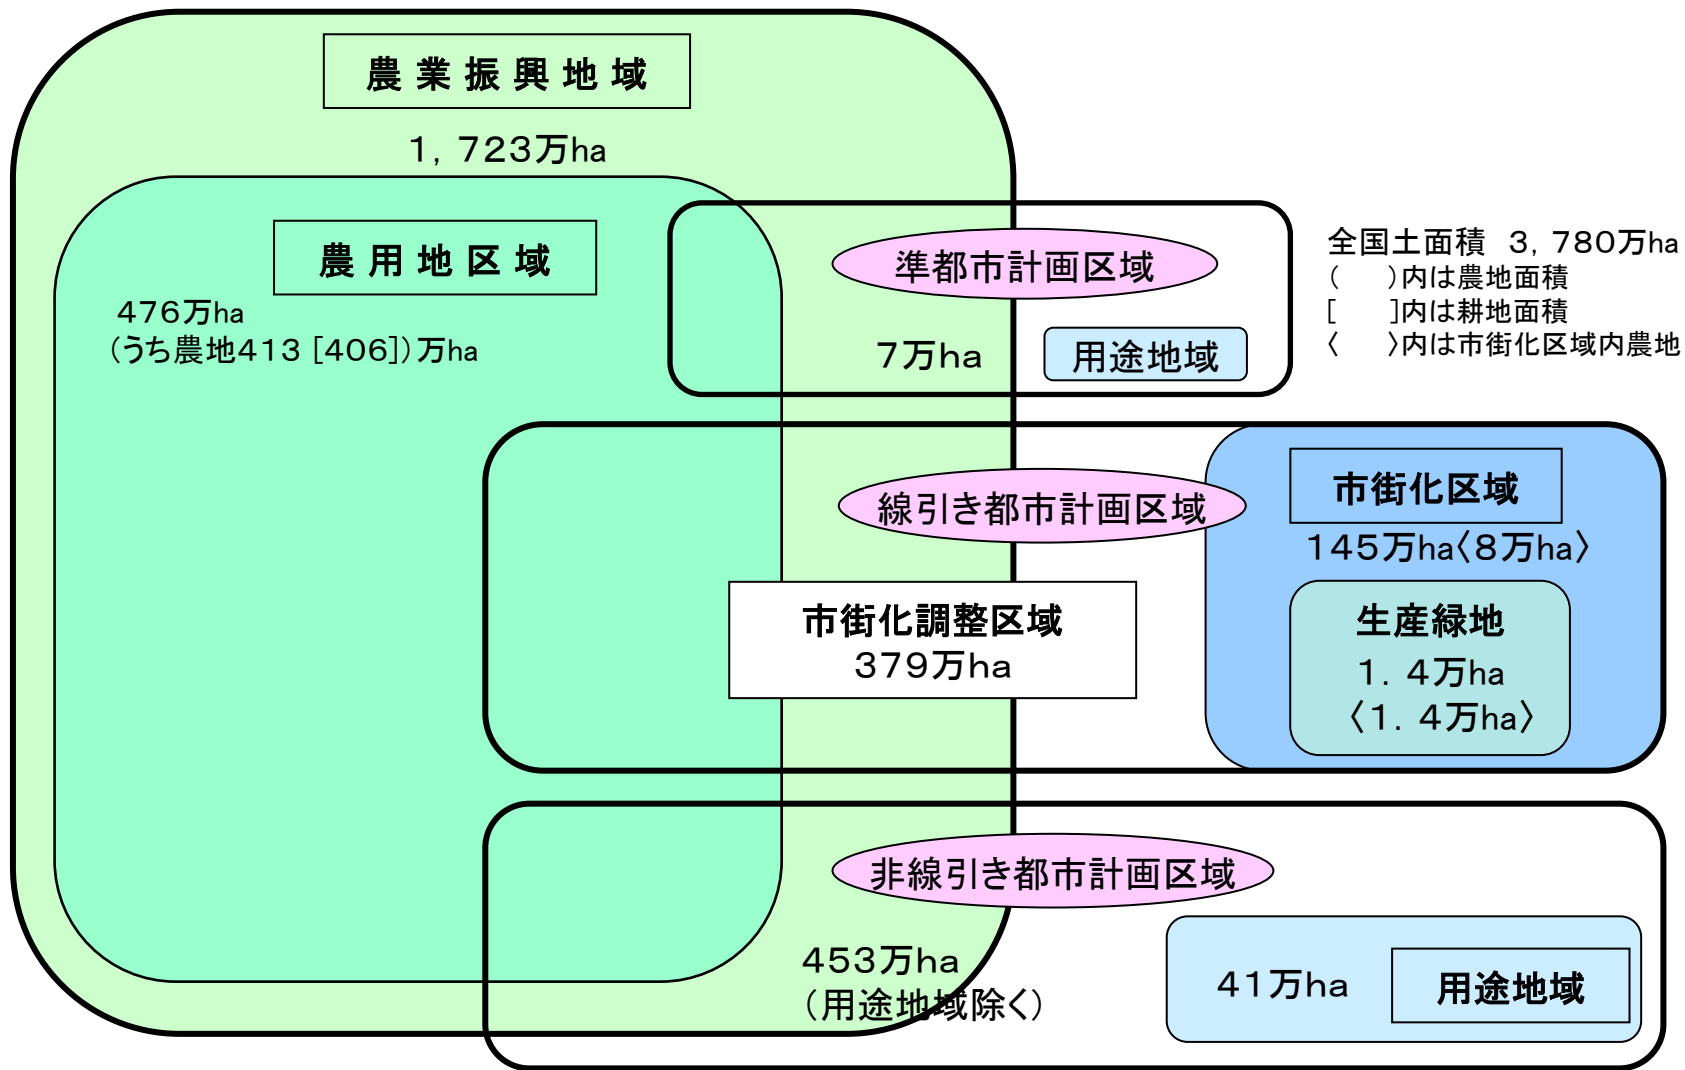 農業振興地域
１，７２３万ha
農用地区域
４７６万ha
（うち農地４１３［４０６］）万ha
準都市計画区域
７万ha
用途地域
全国土面積　３，７８０万ha
（　　）内は農地面積
［　　］内は耕地面積
〈　　〉内は市街化区域内農地
線引き都市計画区域
市街化区域
１４５万ha〈８万ha〉
市街化調整区域
３７９万ha
生産緑地
１．４万ha
〈１．４万ha〉
非線引き都市計画区域
４５３万ha
（用途地域除く）
４１万ha
用途地域